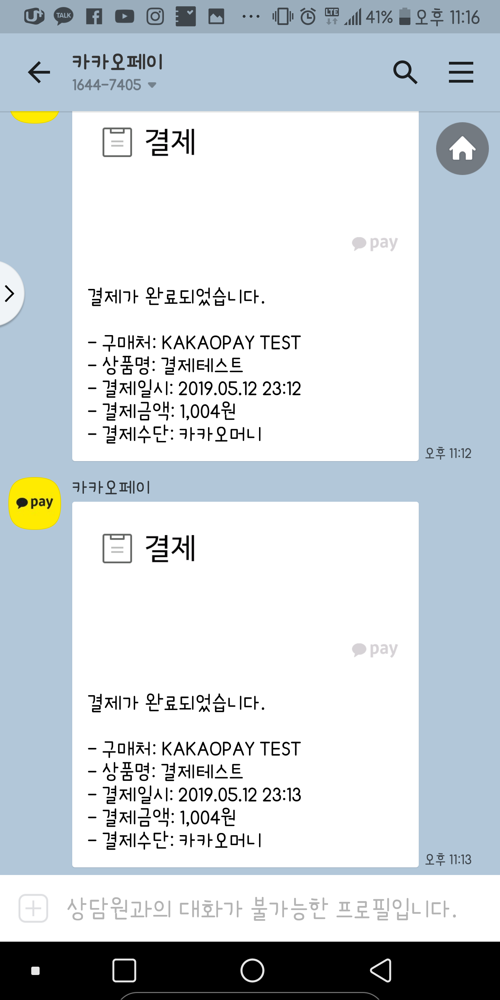 TALK
LTE
41%
오후 11:16
카카오페이
1644-7405
결제
pay
결제가 완료되었습니다.
- 구매처: KAKAOPAY TEST
- 상품명: 결제테스트
- 결제일시: 2019.05.12 23:12
- 결제금액: 1,004원
- 결제수단: 카카오머니
오후 11:12
카카오페이
pay
결제
pay
결제가 완료되었습니다.
- 구매처: KAKAOPAY TEST
- 상품명: 결제테스트
- 결제일시: 2019.05.12 23:13
- 결제금액: 1,004원
- 결제수단: 카카오머니
오후 11:13
상담원과의 대화가 불가능한 프로필입니다.